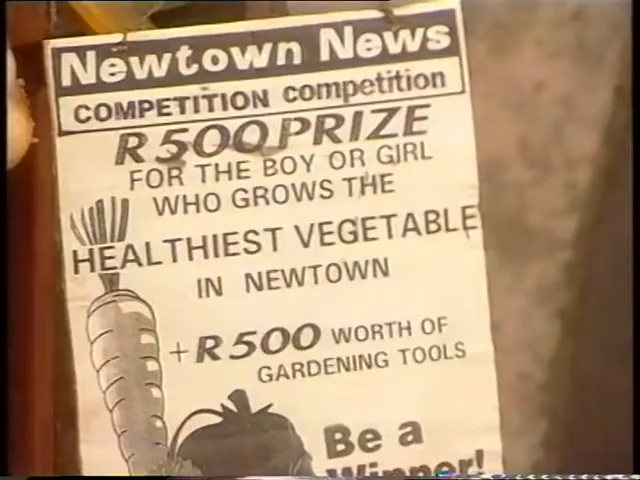 Newtown News
COMPETITION competition
R500 PRIZE
FOR THE BOY OR GIRL
WHO GROWS THE
HEALTHIEST VEGETABLE
IN NEWTOWN
+R500 WORTH OF
GARDENING TOOLS
Be a
Winner!